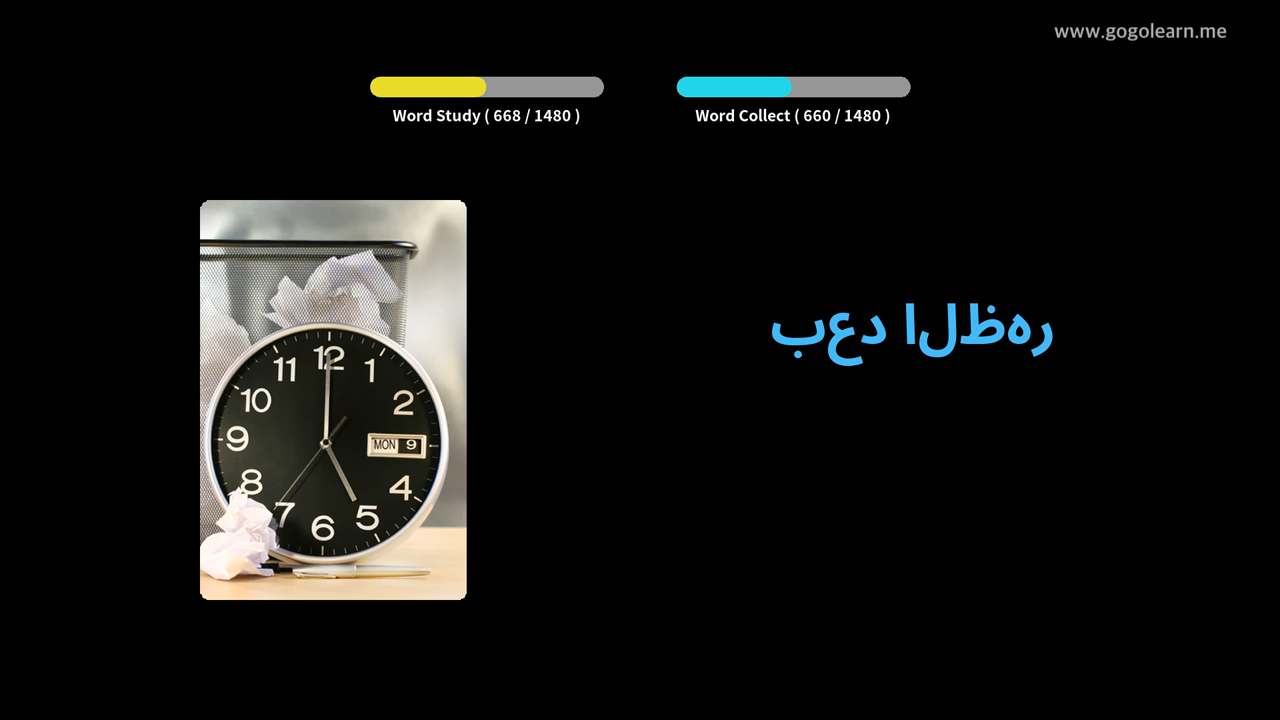 www.gogolearn.me
Word Study ( 668 / 1480 )
Word Collect ( 660 / 1480 )
بعد الظهر
12
11
1
10
2
9
MON 9
8
4
7
5
6